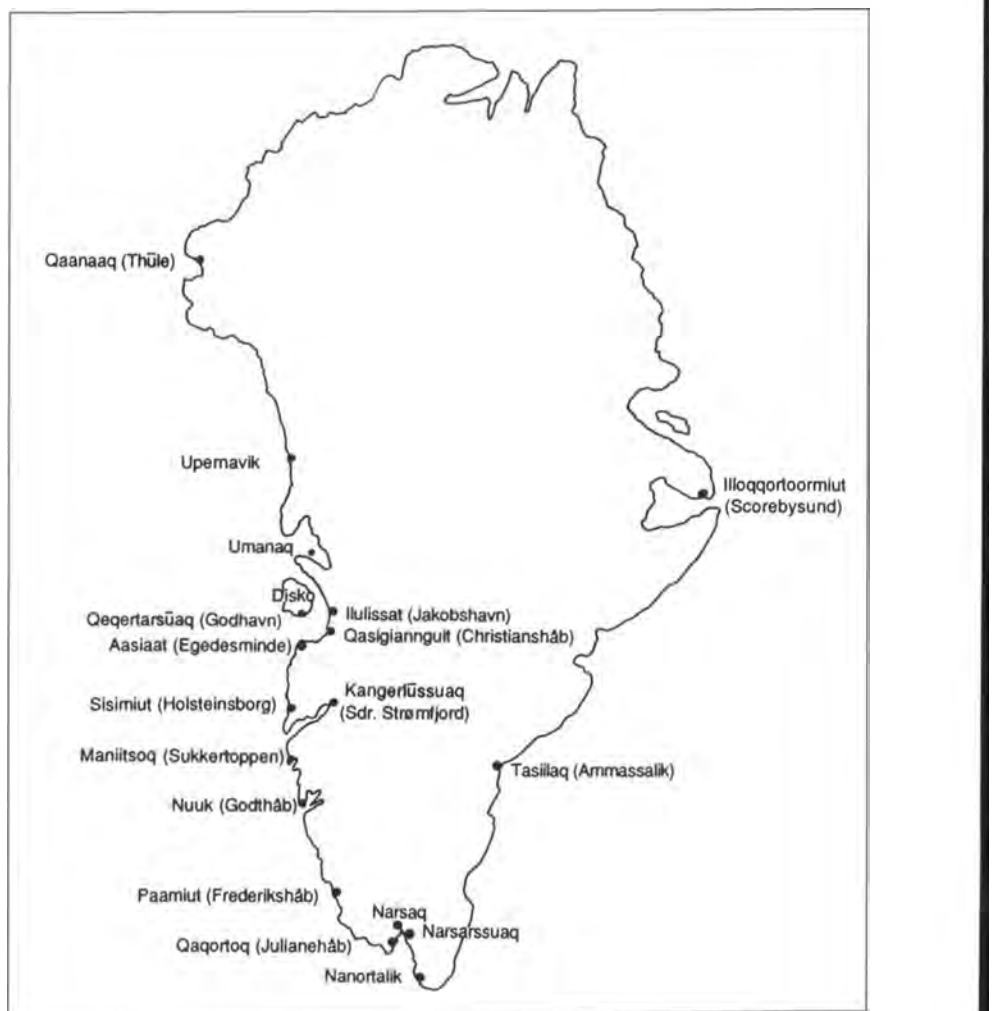 Qaanaaq (Thūle)
Upernavik
Illoqqortoormiut
(Scorebysund)
Umanaq
Disko
Qeqertarsūaq (Godhavn)
Ilulissat (Jakobshavn)
Qasigiannguit (Christianshåb)
Aasiaat (Egedesminde)
Kangerlūssuaq
(Sdr. Strømfjord)
Sisimiut (Holsteinsborg)
Maniitsoq (Sukkertoppen)
Tasiilaq (Ammassalik)
Nuuk (Godthåb)
Paamiut (Frederikshåb)
Narsaq
Narsarssuaq
Qaqortoq (Julianehåb)
Nanortalik